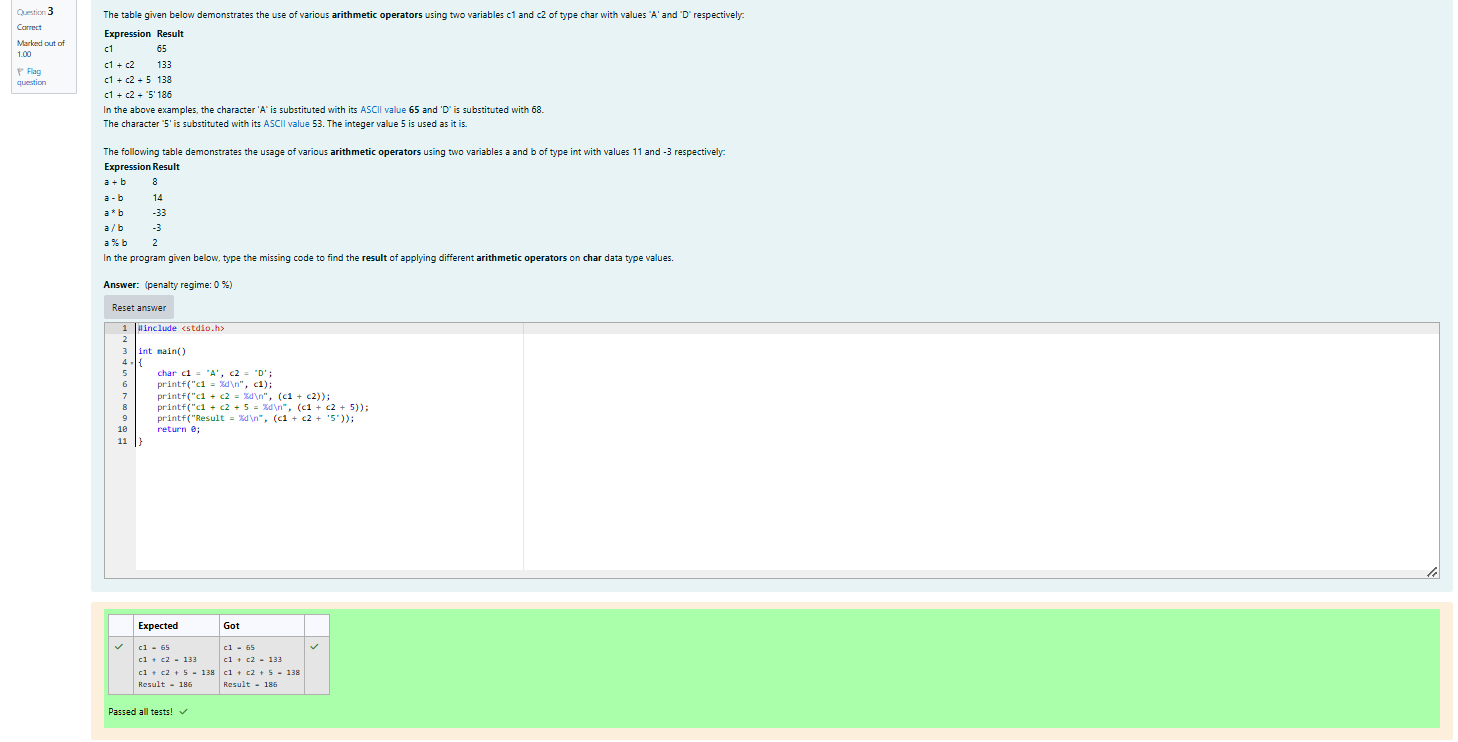 Question 3
Correct
Marked out of
1.00
Flag
question
The table given below demonstrates the use of various arithmetic operators using two variables c1 and c2 of type char with values 'A' and 'D' respectively:
Expression Result
c1 65
c1 + c2 133
c1 + c2 + 5 138
c1 + c2 + '5' 186
In the above examples, the character 'A' is substituted with its ASCII value 65 and 'D' is substituted with 68.
The character '5' is substituted with its ASCII value 53. The integer value 5 is used as it is.
The following table demonstrates the usage of various arithmetic operators using two variables a and b of type int with values 11 and -3 respectively:
Expression Result
a + b 8
a - b 14
a * b -33
a / b -3
a % b 2
In the program given below, type the missing code to find the result of applying different arithmetic operators on char data type values.
Answer: (penalty regime: 0 %)
Reset answer
1 #include <stdio.h>
2
3 int main()
4 {
5 char c1 = 'A', c2 = 'D';
6 printf("c1 = %d\n", c1);
7 printf("c1 + c2 = %d\n", (c1 + c2));
8 printf("c1 + c2 + 5 = %d\n", (c1 + c2 + 5));
9 printf("Result = %d\n", (c1 + c2 + '5'));
10 return 0;
11 }
Expected Got
c1 = 65 c1 = 65
c1 + c2 = 133 c1 + c2 = 133
c1 + c2 + 5 = 138 c1 + c2 + 5 = 138
Result = 186 Result = 186
Passed all tests!